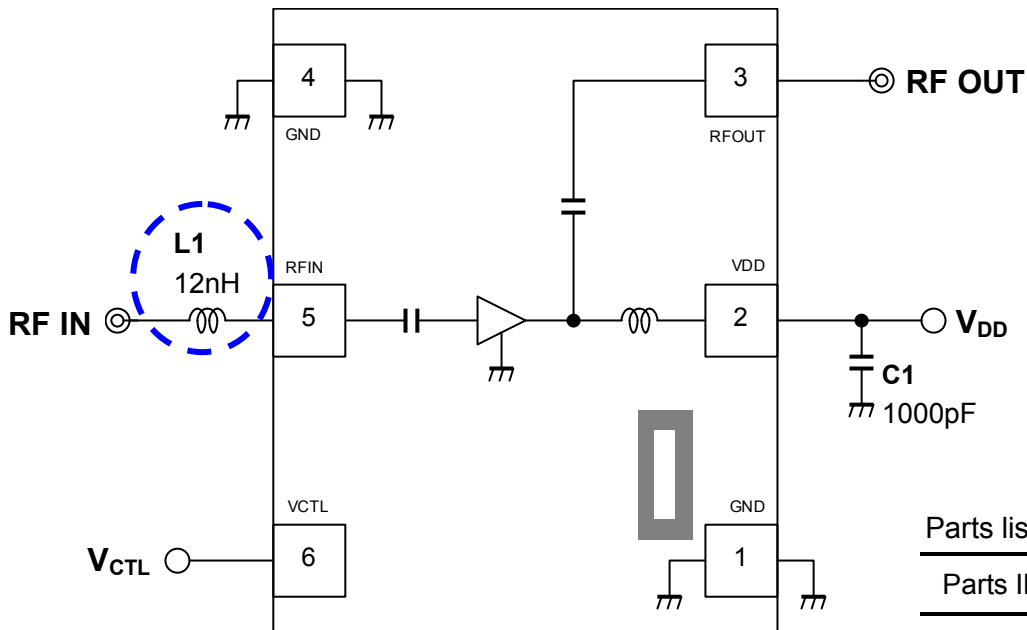 4
GND
3
RFOUT
RF OUT
L1
12nH
RFIN
5
RF IN
VDD
2
VDD
C1
1000pF
VCTL
6
VCTL
GND
1
Parts lis
Parts I